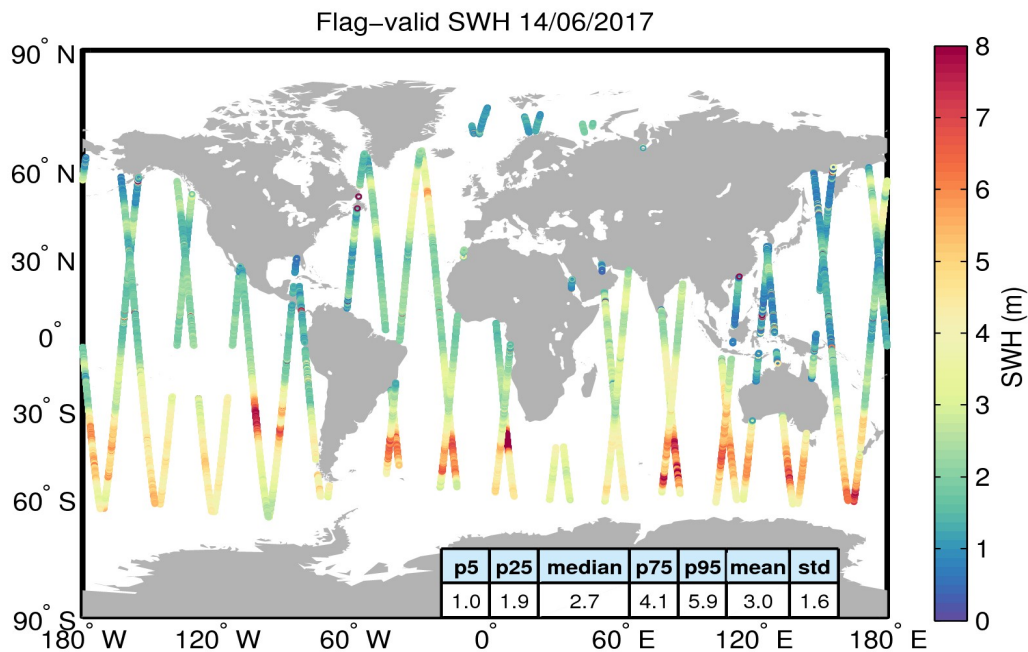 Flag−valid SWH 14/06/2017
90° N
60° N
30° N
0°
30° S
60° S
90° S
180° W
120° W
60° W
0°
60° E
120° E
180° E
p5 p25 median p75 p95 mean std
1.0 1.9 2.7 4.1 5.9 3.0 1.6
8
7
6
5
4
3
2
1
0
SWH (m)